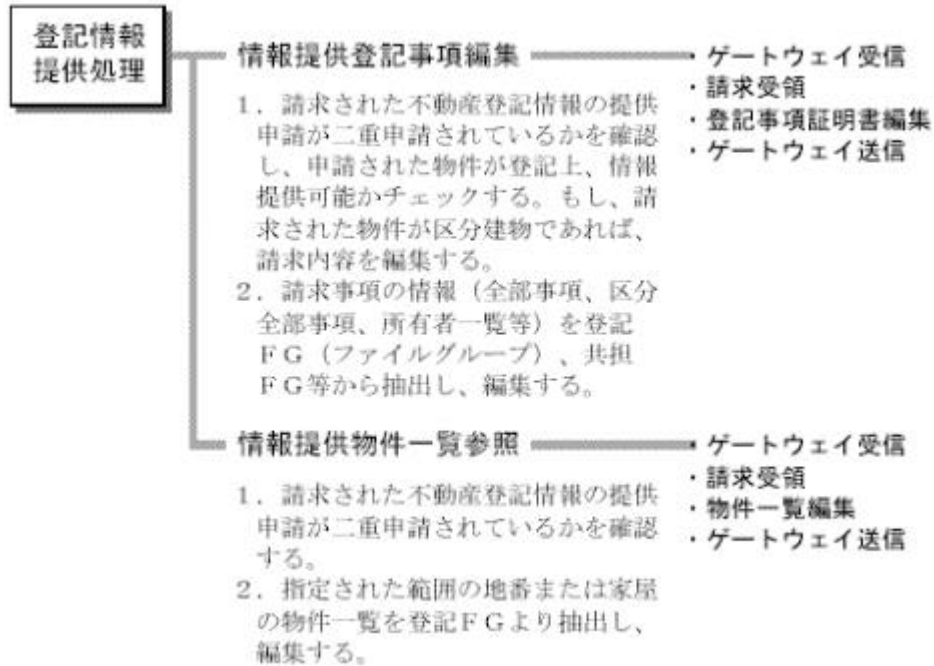 登記情報
提供処理
情報提供登記事項編集
・ゲートウェイ受信
・請求受領
・登記事項証明書編集
・ゲートウェイ送信
1．請求された不動産登記情報の提供
申請が二重申請されているかを確認
し、申請された物件が登記上、情報
提供可能かチェックする。もし、請
求された物件が区分建物であれば、
請求内容を編集する。
2．請求事項の情報（全部事項、区分
全部事項、所有者一覧等）を登記
FG（ファイルグループ）、共担
FG等から抽出し、編集する。
情報提供物件一覧参照
・ゲートウェイ受信
・請求受領
・物件一覧編集
・ゲートウェイ送信
1．請求された不動産登記情報の提供
申請が二重申請されているかを確認
する。
2．指定された範囲の地番または家屋
の物件一覧を登記FGより抽出し、
編集する。